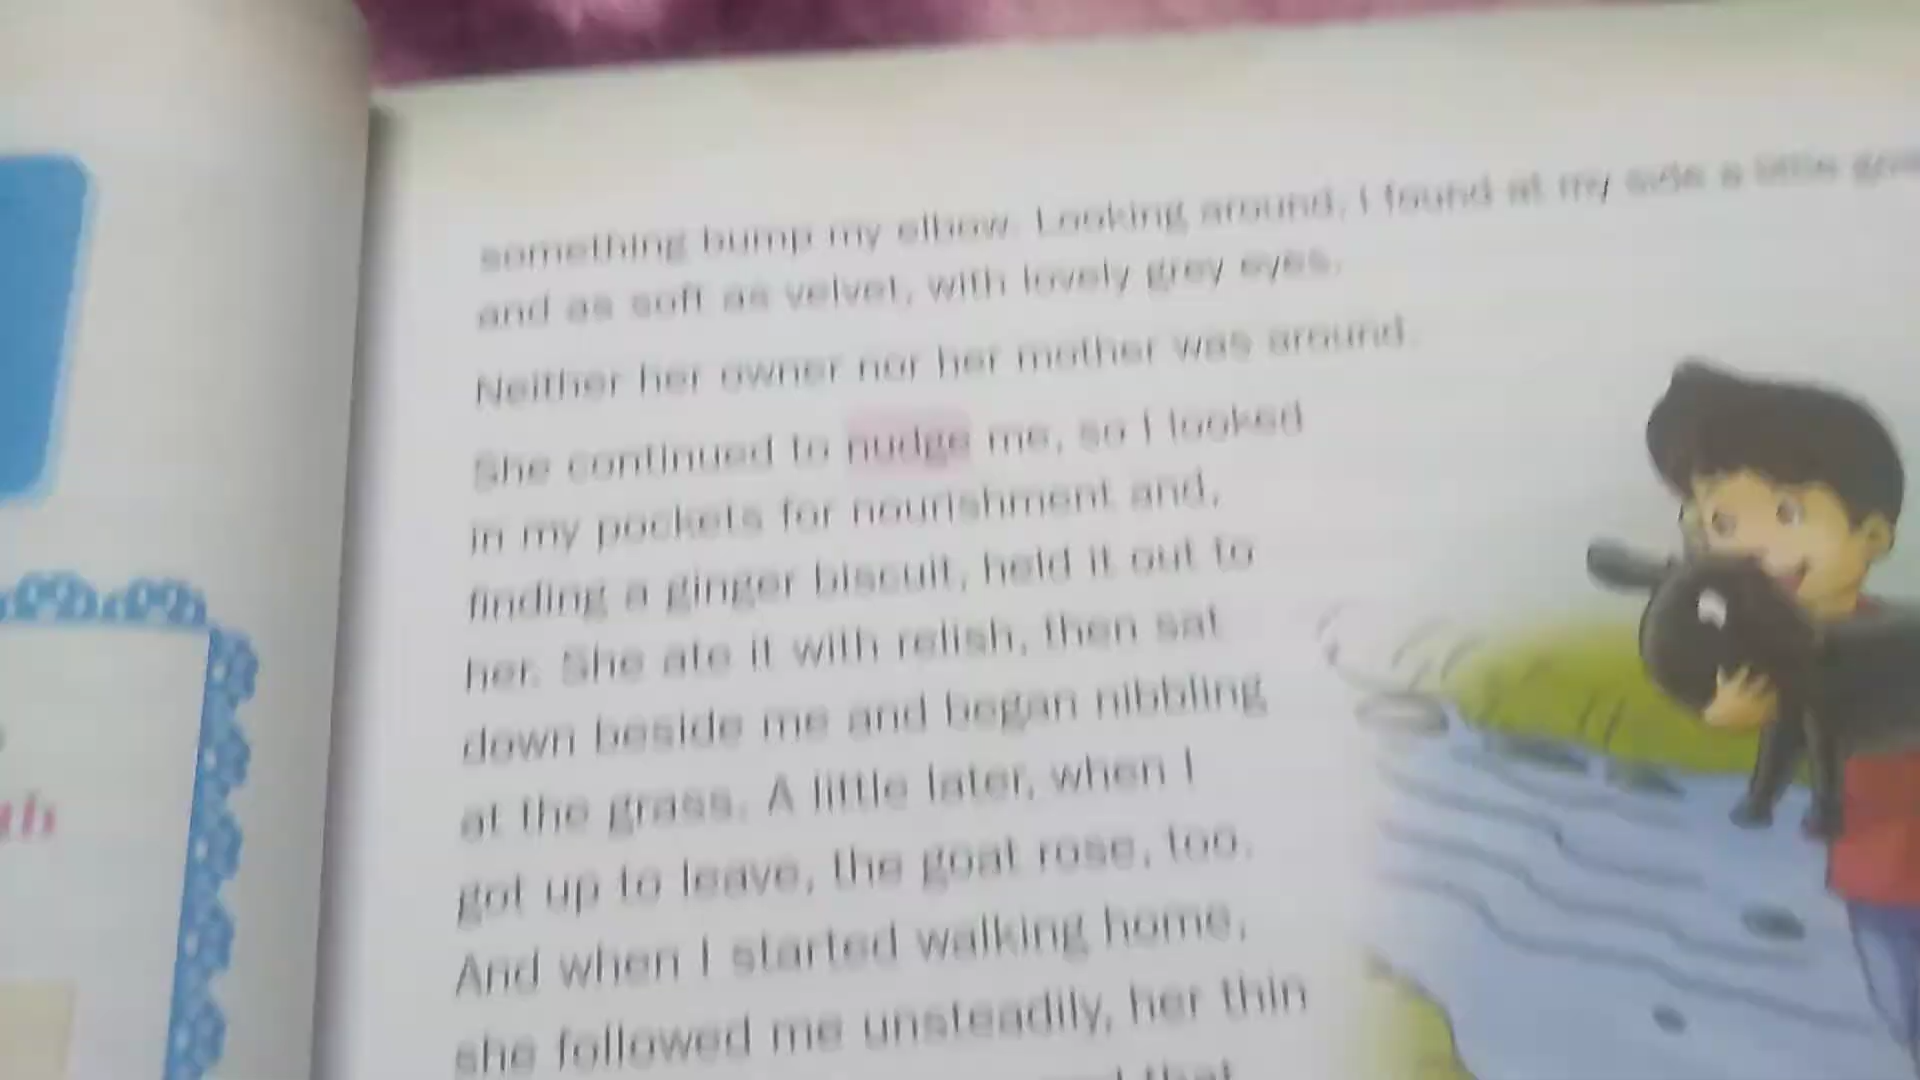 something bump my elbow. Looking around, I found at my side a little
and as soft as velvet, with lovely grey eyes.
Neither her owner nor her mother was around.
She continued to nudge me, so I looked
in my pockets for nourishment and,
finding a ginger biscuit, held it out to
her. She ate it with relish, then sat
down beside me and began nibbling
at the grass. A little later, when I
got up to leave, the goat rose, too.
And when I started walking home,
she followed me unsteadily, her thin
that